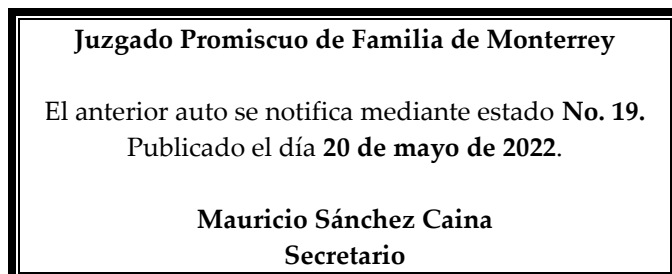 Juzgado Promiscuo de Familia de Monterrey
El anterior auto se notifica mediante estado No. 19.
Publicado el día 20 de mayo de 2022.
Mauricio Sánchez Caina
Secretario